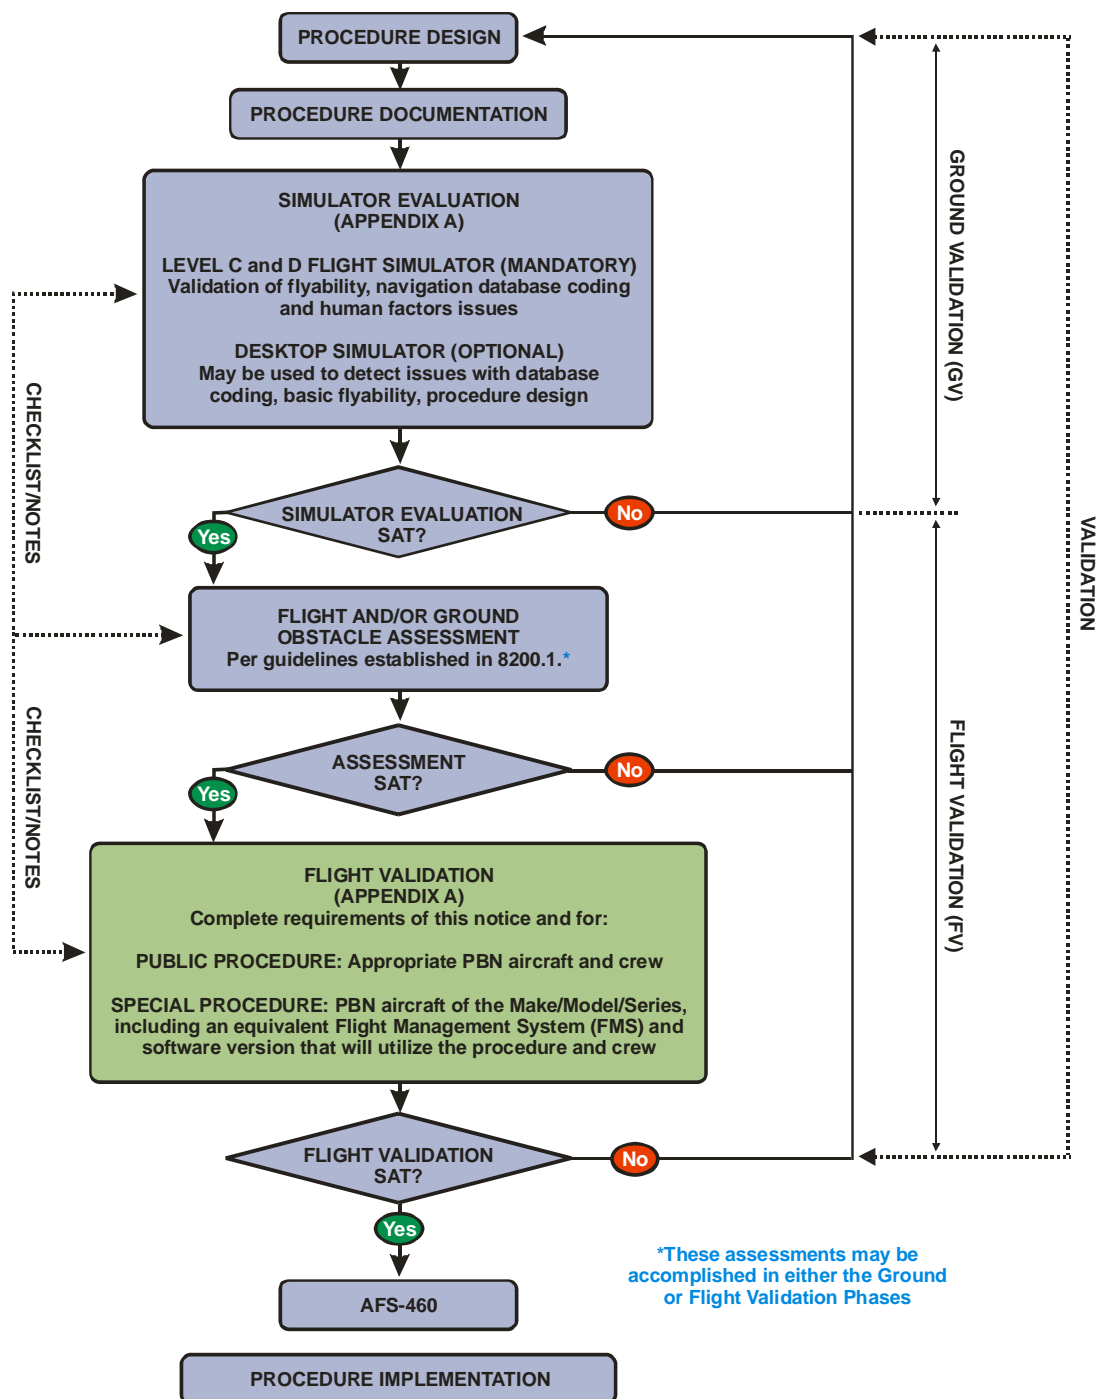 PROCEDURE DESIGN
PROCEDURE DOCUMENTATION
SIMULATOR EVALUATION
(APPENDIX A)
LEVEL C and D FLIGHT SIMULATOR (MANDATORY)
Validation of flyability, navigation database coding
and human factors issues
DESKTOP SIMULATOR (OPTIONAL)
May be used to detect issues with database
coding, basic flyability, procedure design
SIMULATOR EVALUATION
SAT?
No
Yes
FLIGHT AND/OR GROUND
OBSTACLE ASSESSMENT
Per guidelines established in 8200.1.*
ASSESSMENT
SAT?
No
Yes
FLIGHT VALIDATION
(APPENDIX A)
Complete requirements of this notice and for:
PUBLIC PROCEDURE: Appropriate PBN aircraft and crew
SPECIAL PROCEDURE: PBN aircraft of the Make/Model/Series,
including an equivalent Flight Management System (FMS) and
software version that will utilize the procedure and crew
FLIGHT VALIDATION
SAT?
No
Yes
AFS-460
PROCEDURE IMPLEMENTATION
*These assessments may be
accomplished in either the Ground
or Flight Validation Phases
CHECKLIST/NOTES
CHECKLIST/NOTES
GROUND VALIDATION (GV)
FLIGHT VALIDATION (FV)
VALIDATION